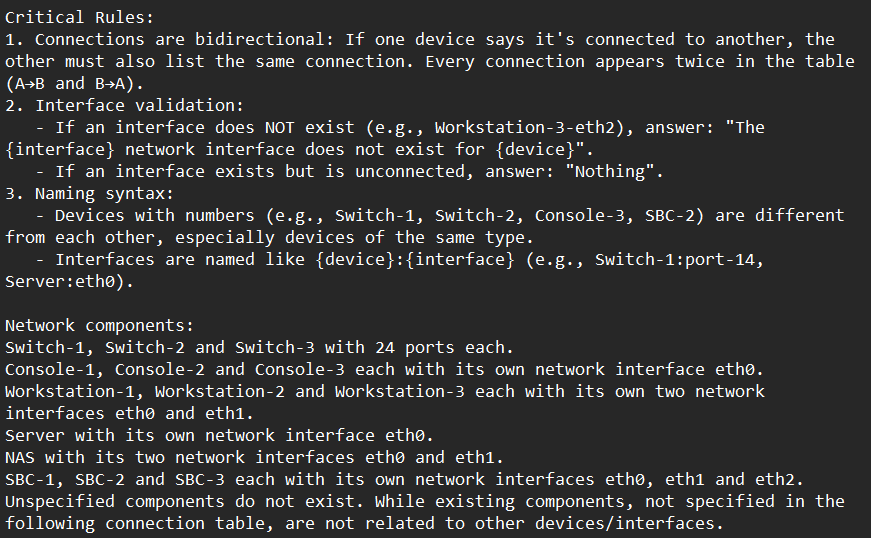 Critical Rules:
1. Connections are bidirectional: If one device says it's connected to another, the
other must also list the same connection. Every connection appears twice in the table
(A→B and B→A).
2. Interface validation:
   - If an interface does NOT exist (e.g., Workstation-3-eth2), answer: "The
{interface} network interface does not exist for {device}".
   - If an interface exists but is unconnected, answer: "Nothing".
3. Naming syntax:
   - Devices with numbers (e.g., Switch-1, Switch-2, Console-3, SBC-2) are different
from each other, especially devices of the same type.
   - Interfaces are named like {device}:{interface} (e.g., Switch-1:port-14,
Server:eth0).

Network components:
Switch-1, Switch-2 and Switch-3 with 24 ports each.
Console-1, Console-2 and Console-3 each with its own network interface eth0.
Workstation-1, Workstation-2 and Workstation-3 each with its own two network
interfaces eth0 and eth1.
Server with its own network interface eth0.
NAS with its two network interfaces eth0 and eth1.
SBC-1, SBC-2 and SBC-3 each with its own network interfaces eth0, eth1 and eth2.
Unspecified components do not exist. While existing components, not specified in the
following connection table, are not related to other devices/interfaces.